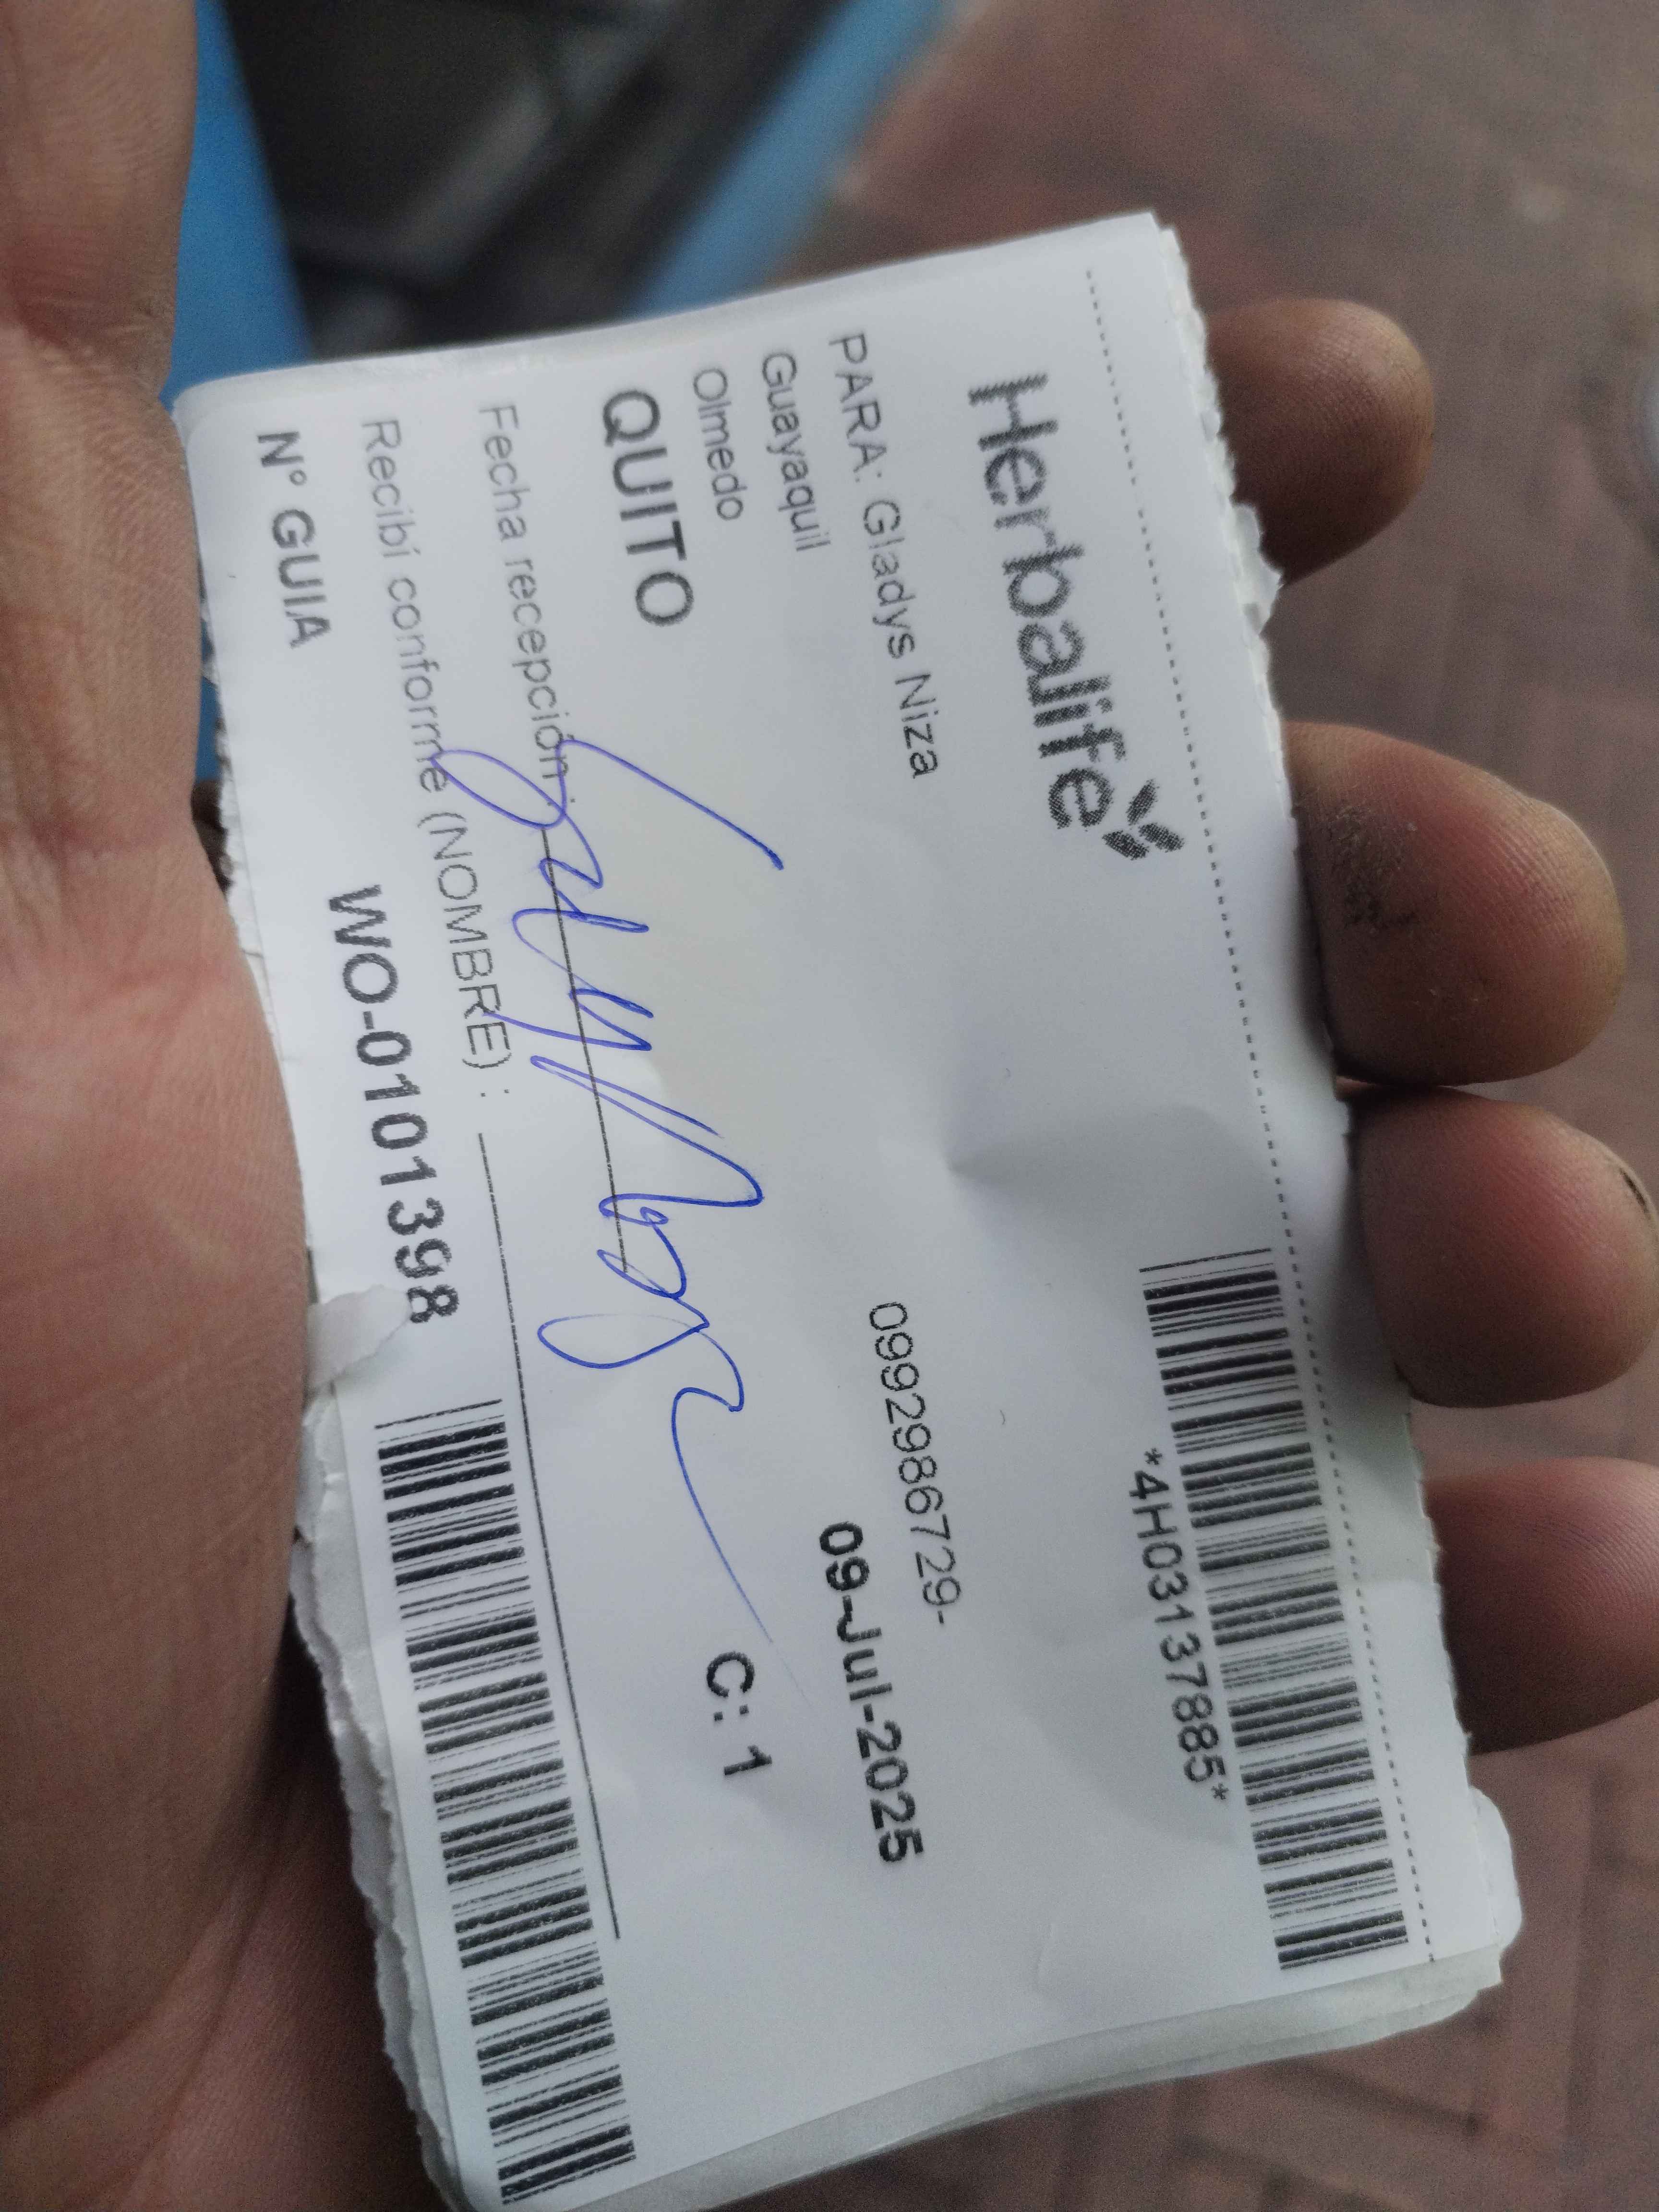 Herbalife
*4H03137885*
PARA: Gladys Niza
0992986729-
Guayaquil
09-Jul-2025
Olmedo
QUITO
C: 1
Fecha recepción:
Recibí conforme (NOMBRE) :
N° GUIA WO-0101398